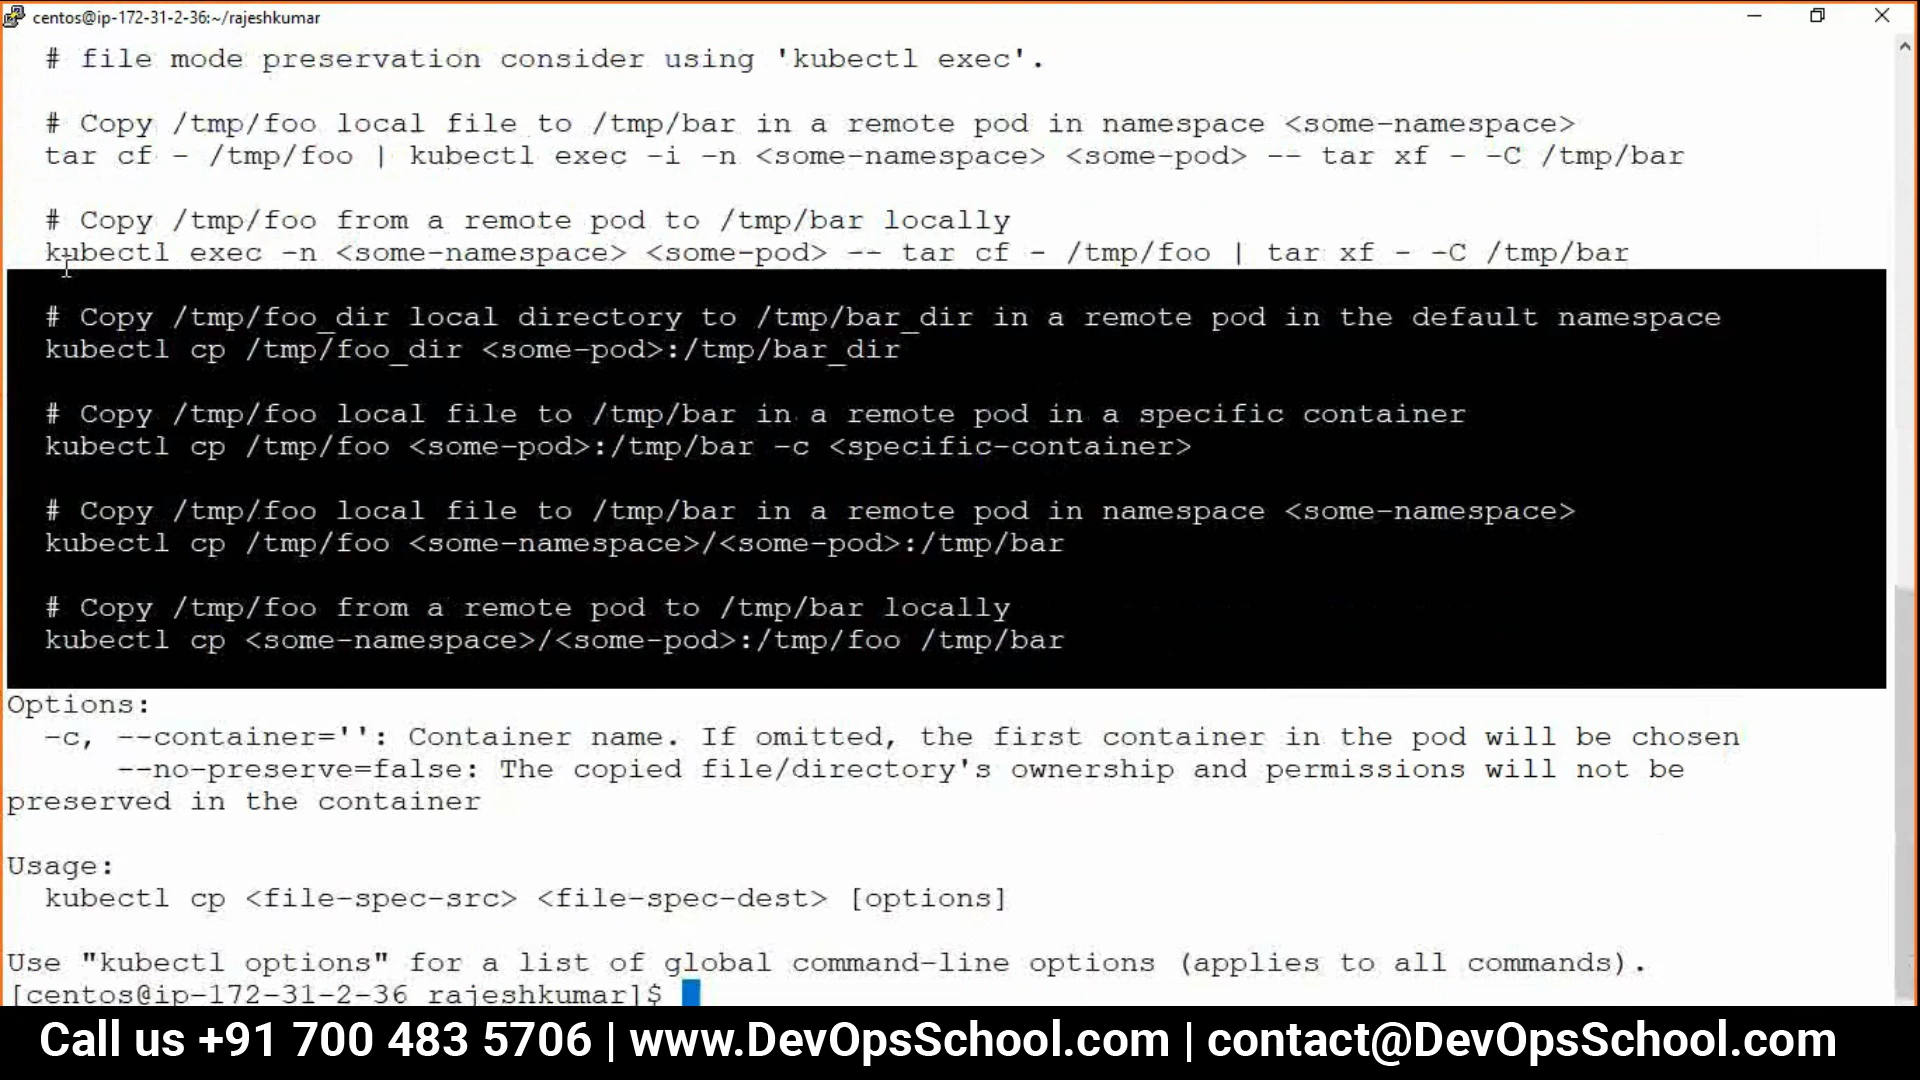 centos@ip-172-31-2-36:~/rajeshkumar
# file mode preservation consider using 'kubectl exec'.
# Copy /tmp/foo local file to /tmp/bar in a remote pod in namespace <some-namespace>
tar cf - /tmp/foo | kubectl exec -i -n <some-namespace> <some-pod> -- tar xf - -C /tmp/bar
# Copy /tmp/foo from a remote pod to /tmp/bar locally
kubectl exec -n <some-namespace> <some-pod> -- tar cf - /tmp/foo | tar xf - -C /tmp/bar
# Copy /tmp/foo_dir local directory to /tmp/bar_dir in a remote pod in the default namespace
kubectl cp /tmp/foo_dir <some-pod>:/tmp/bar_dir
# Copy /tmp/foo local file to /tmp/bar in a remote pod in a specific container
kubectl cp /tmp/foo <some-pod>:/tmp/bar -c <specific-container>
# Copy /tmp/foo local file to /tmp/bar in a remote pod in namespace <some-namespace>
kubectl cp /tmp/foo <some-namespace>/<some-pod>:/tmp/bar
# Copy /tmp/foo from a remote pod to /tmp/bar locally
kubectl cp <some-namespace>/<some-pod>:/tmp/foo /tmp/bar
Options:
-c, --container='': Container name. If omitted, the first container in the pod will be chosen
--no-preserve=false: The copied file/directory's ownership and permissions will not be
preserved in the container
Usage:
kubectl cp <file-spec-src> <file-spec-dest> [options]
Use "kubectl options" for a list of global command-line options (applies to all commands).
[centos@ip-172-31-2-36 rajeshkumar]$
Call us +91 700 483 5706 | www.DevOpsSchool.com | contact@DevOpsSchool.com